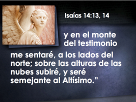 Isaías 14:13, 14
y en el monte
del testimonio
me sentaré, a los lados del
norte; sobre las alturas de las
nubes subiré, y seré
semejante al Altísimo."